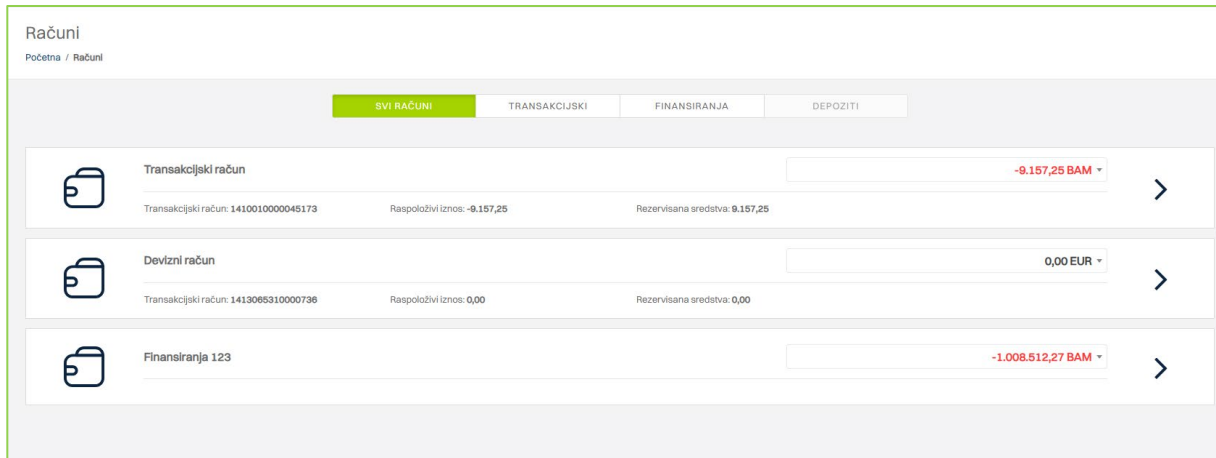 Računi
Početna / Računi
SVI RAČUNI TRANSAKCIJSKI FINANSIRANJA DEPOZITI
Transakcijski račun -9.157,25 BAM
Transakcijski račun: 1410010000045173 Raspoloživi iznos: -9.157,25 Rezervisana sredstva: 9.157,25
Devizni račun 0,00 EUR
Transakcijski račun: 1413065310000736 Raspoloživi iznos: 0,00 Rezervisana sredstva: 0,00
Finansiranja 123 -1.008.512,27 BAM